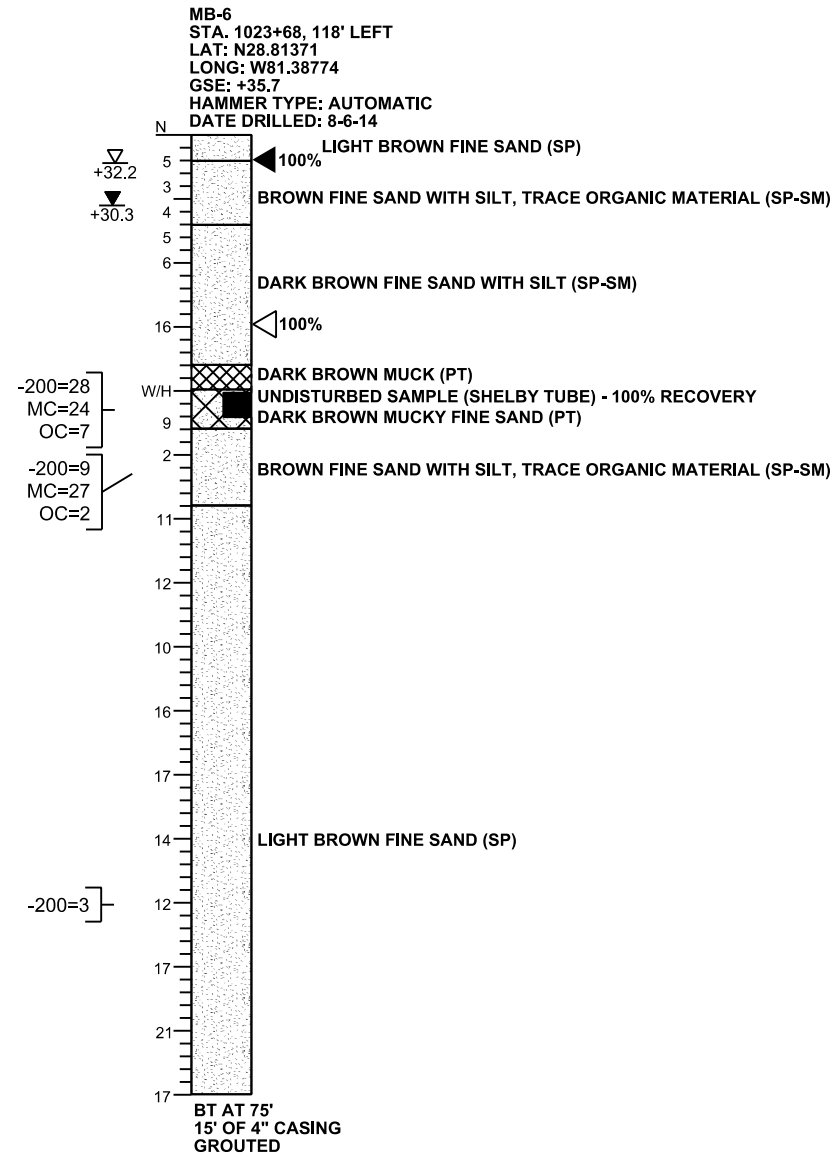 MB-6
STA. 1023+68, 118' LEFT
LAT: N28.81371
LONG: W81.38774
GSE: +35.7
HAMMER TYPE: AUTOMATIC
DATE DRILLED: 8-6-14
N
LIGHT BROWN FINE SAND (SP)
5
100%
+32.2
3
BROWN FINE SAND WITH SILT, TRACE ORGANIC MATERIAL (SP-SM)
+30.3
4
5
6
DARK BROWN FINE SAND WITH SILT (SP-SM)
16
100%
DARK BROWN MUCK (PT)
-200=28
MC=24
OC=7
W/H
UNDISTURBED SAMPLE (SHELBY TUBE) - 100% RECOVERY
DARK BROWN MUCKY FINE SAND (PT)
9
2
-200=9
MC=27
OC=2
BROWN FINE SAND WITH SILT, TRACE ORGANIC MATERIAL (SP-SM)
11
12
10
16
17
14
LIGHT BROWN FINE SAND (SP)
-200=3
12
17
21
17
BT AT 75'
15' OF 4" CASING
GROUTED